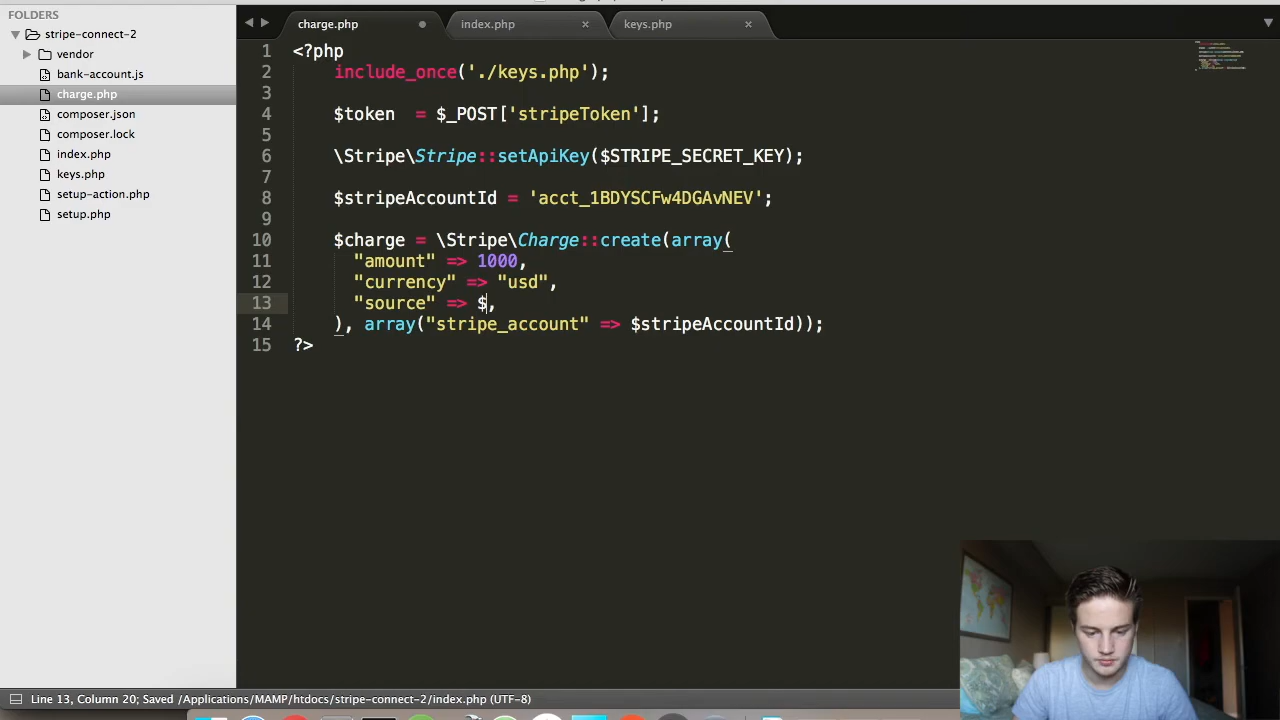 FOLDERS
stripe-connect-2
vendor
bank-account.js
charge.php
composer.json
composer.lock
index.php
keys.php
setup-action.php
setup.php
charge.php
index.php
keys.php
1 <?php
2 include_once('./keys.php');
3
4 $token = $_POST['stripeToken'];
5
6 \Stripe\Stripe::setApiKey($STRIPE_SECRET_KEY);
7
8 $stripeAccountId = 'acct_1BDYSCFw4DGAvNEV';
9
10 $charge = \Stripe\Charge::create(array(
11 "amount" => 1000,
12 "currency" => "usd",
13 "source" => $,
14 ), array("stripe_account" => $stripeAccountId));
15 ?>
Line 13, Column 20; Saved /Applications/MAMP/htdocs/stripe-connect-2/index.php (UTF-8)